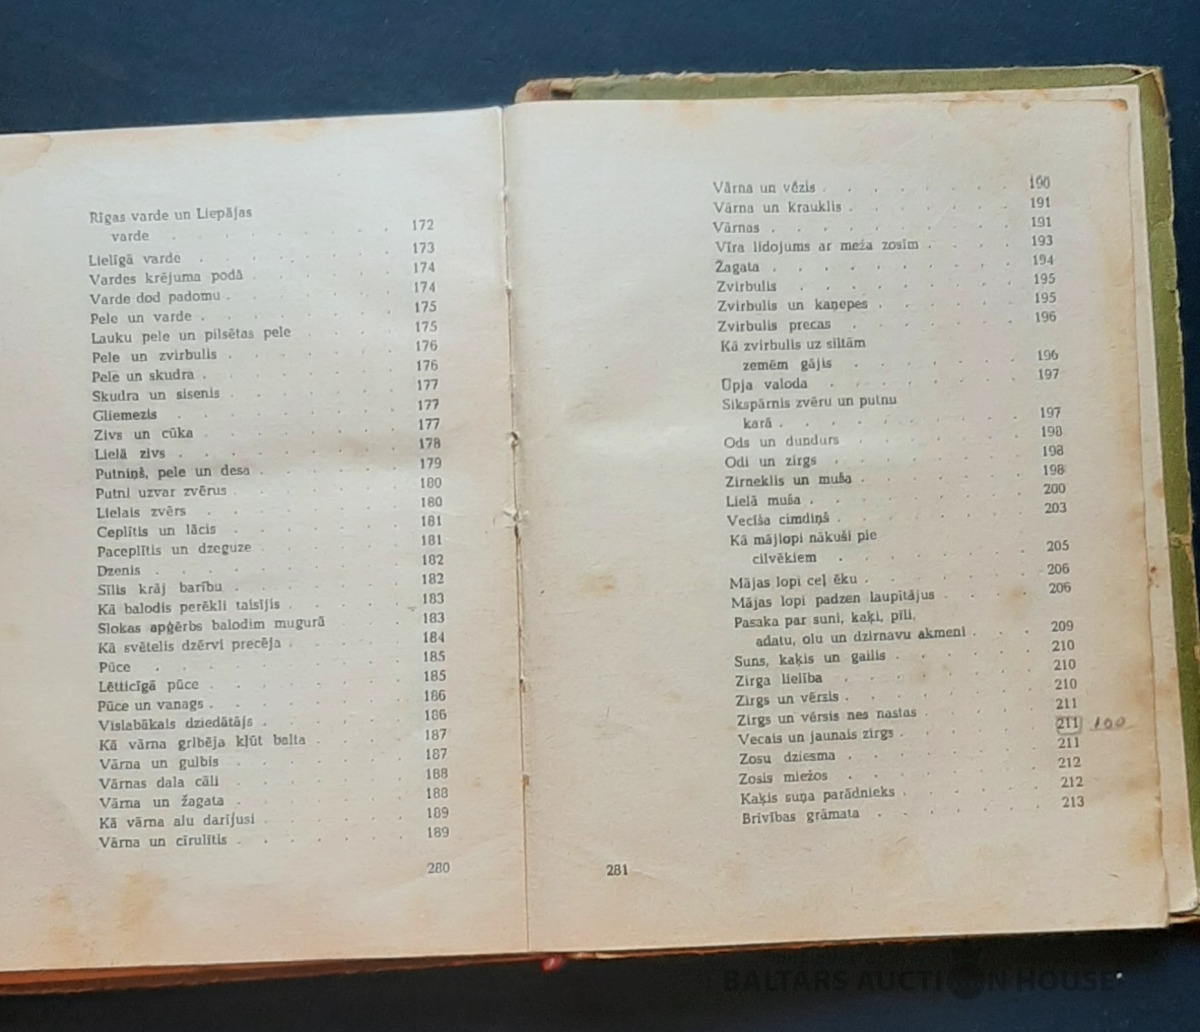 Rīgas varde un Liepājas
varde . . . . . . . . 172
Lielīgā varde . . . . . . 173
Vardes krējuma podā . . . . 174
Varde dod padomu . . . . . 174
Pele un varde . . . . . . 175
Lauku pele un pilsētas pele . . . 175
Pele un zvirbulis . . . . . 176
Pele un skudra . . . . . . 176
Skudra un sisenis . . . . . 177
Gliemezis . . . . . . . 177
Zivs un cūka . . . . . . 177
Lielā zivs . . . . . . . 178
Putniņš, pele un desa . . . . 179
Putni uzvar zvērus . . . . . 180
Lielais zvērs . . . . . . 180
Ceplītis un lācis . . . . . 181
Paceplītis un dzeguze . . . . 181
Dzenis . . . . . . . . 182
Sīlis krāj barību . . . . . 182
Kā balodis perēkli taisījis . . . 183
Slokas apģērbs balodim mugurā . . 183
Kā svētelis dzērvi precēja . . . 184
Pūce . . . . . . . . 185
Lētticīgā pūce . . . . . . 185
Pūce un vanags . . . . . . 186
Vislabākais dziedātājs . . . . 186
Kā vārna gribēja kļūt balta . . . 187
Vārna un gulbis . . . . . 187
Vārnas dala cāli . . . . . 188
Vārna un žagata . . . . . 188
Kā vārna alu darījusi . . . . 189
Vārna un cīrulītis . . . . . 189
280
Vārna un vēzis . . . . . . 190
Vārna un krauklis . . . . . 191
Vārnas . . . . . . . . 191
Vīra lidojums ar meža zosīm . . . 193
Žagata . . . . . . . . 194
Zvirbulis . . . . . . . 195
Zvirbulis un kaņepes . . . . 195
Zvirbulis precas . . . . . 196
Kā zvirbulis uz siltām
zemēm gājis . . . . . 196
Ūpja valoda . . . . . . 197
Sikspārnis zvēru un putnu
karā . . . . . . . . 197
Ods un dundurs . . . . . 198
Odi un zirgs . . . . . . 198
Zirneklis un muša . . . . . 198
Lielā muša . . . . . . . 200
Vecīša cimdiņš . . . . . . 203
Kā mājlopi nākuši pie
cilvēkiem . . . . . . 205
Mājas lopi ceļ ēku . . . . . 206
Mājas lopi padzen laupītājus . . . 206
Pasaka par suni, kaķi, pīli,
adatu, olu un dzirnavu akmeni . . 209
Suns, kaķis un gailis . . . . 210
Zirga lielība . . . . . . 210
Zirgs un vērsis . . . . . . 210
Zirgs un vērsis nes nastas . . . 211
Vecais un jaunais zirgs . . . . 211 100
Zosu dziesma . . . . . . 211
Zosis miežos . . . . . . 212
Kaķis suņa parādnieks . . . . 212
Brīvības grāmata . . . . . 213
281
BALTARS AUCTION HOUSE